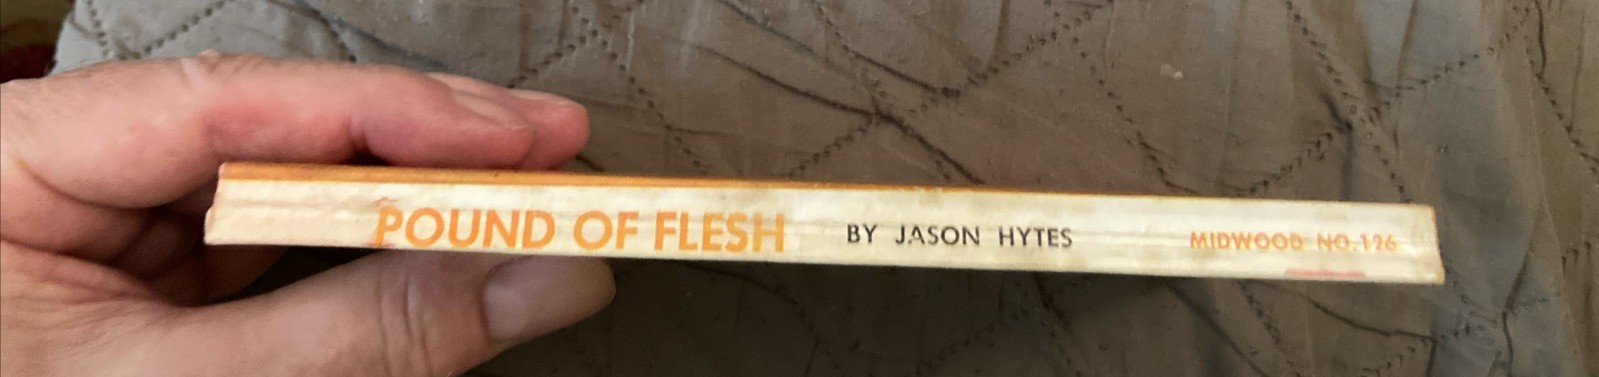 POUND OF FLESH BY JASON HYTES MIDWOOD NO. 126